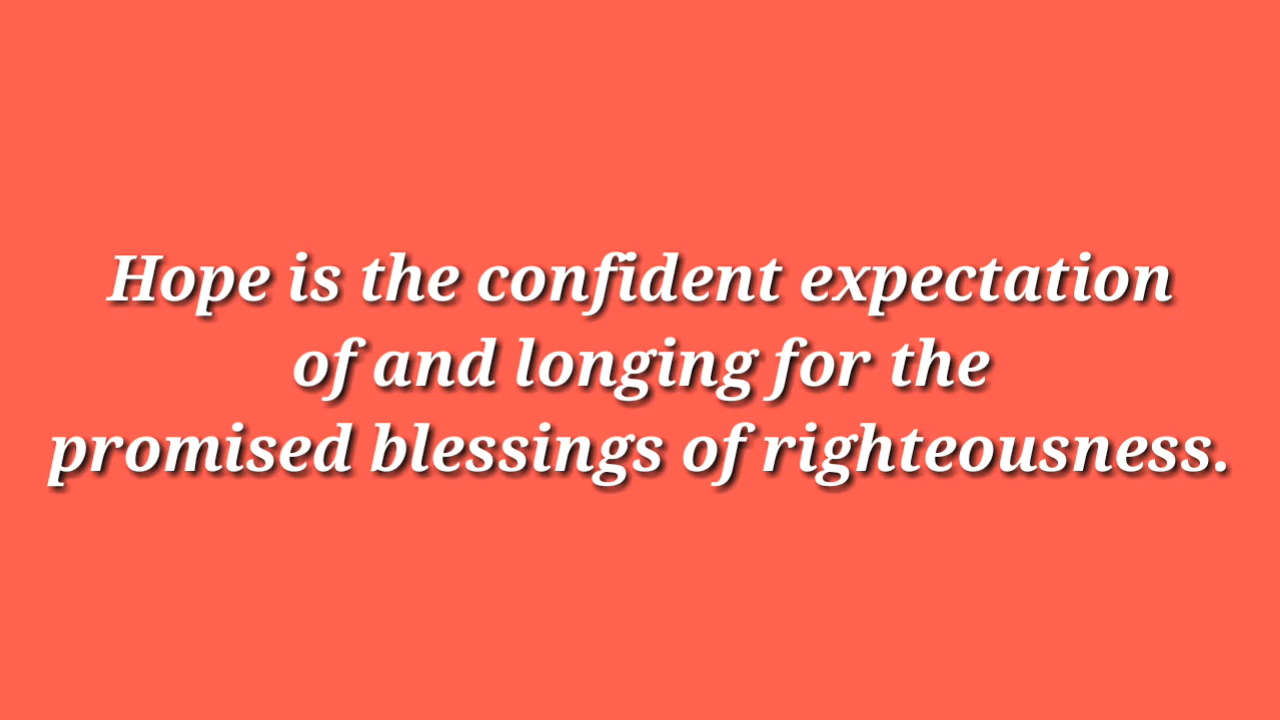 Hope is the confident expectation
of and longing for the
promised blessings of righteousness.